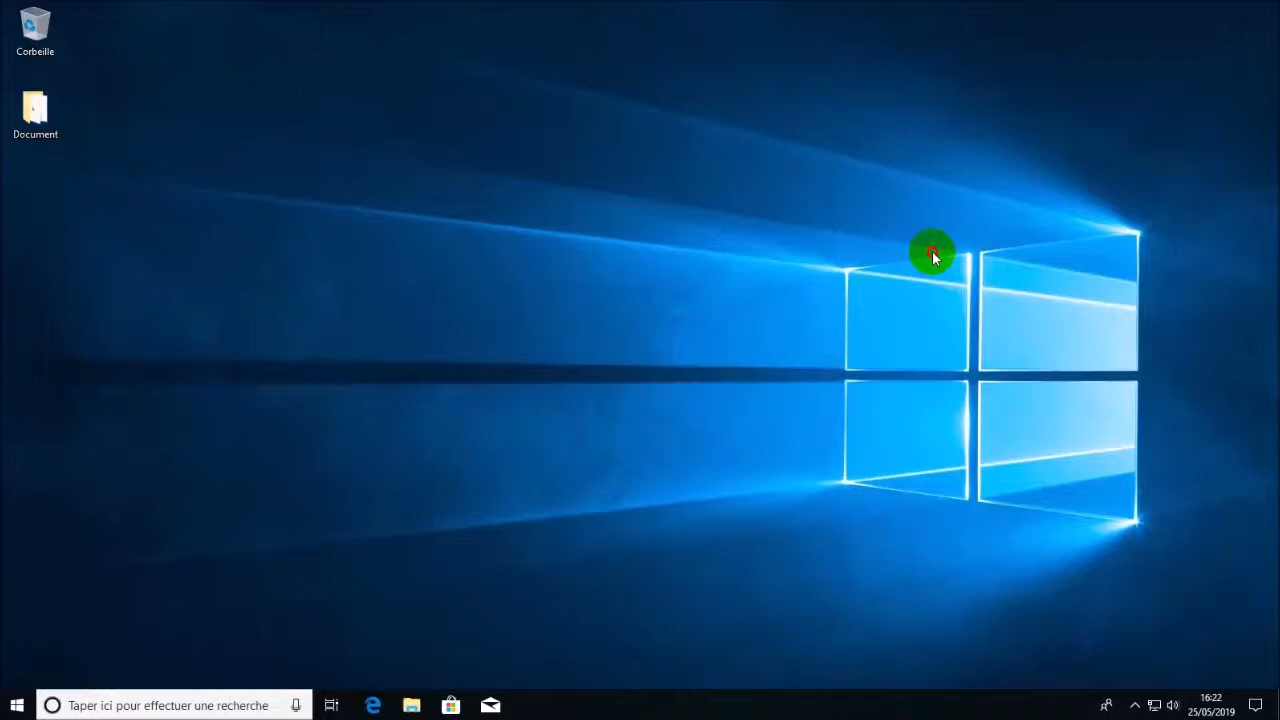 Corbeille
Document
Taper ici pour effectuer une recherche
16:22
25/05/2019